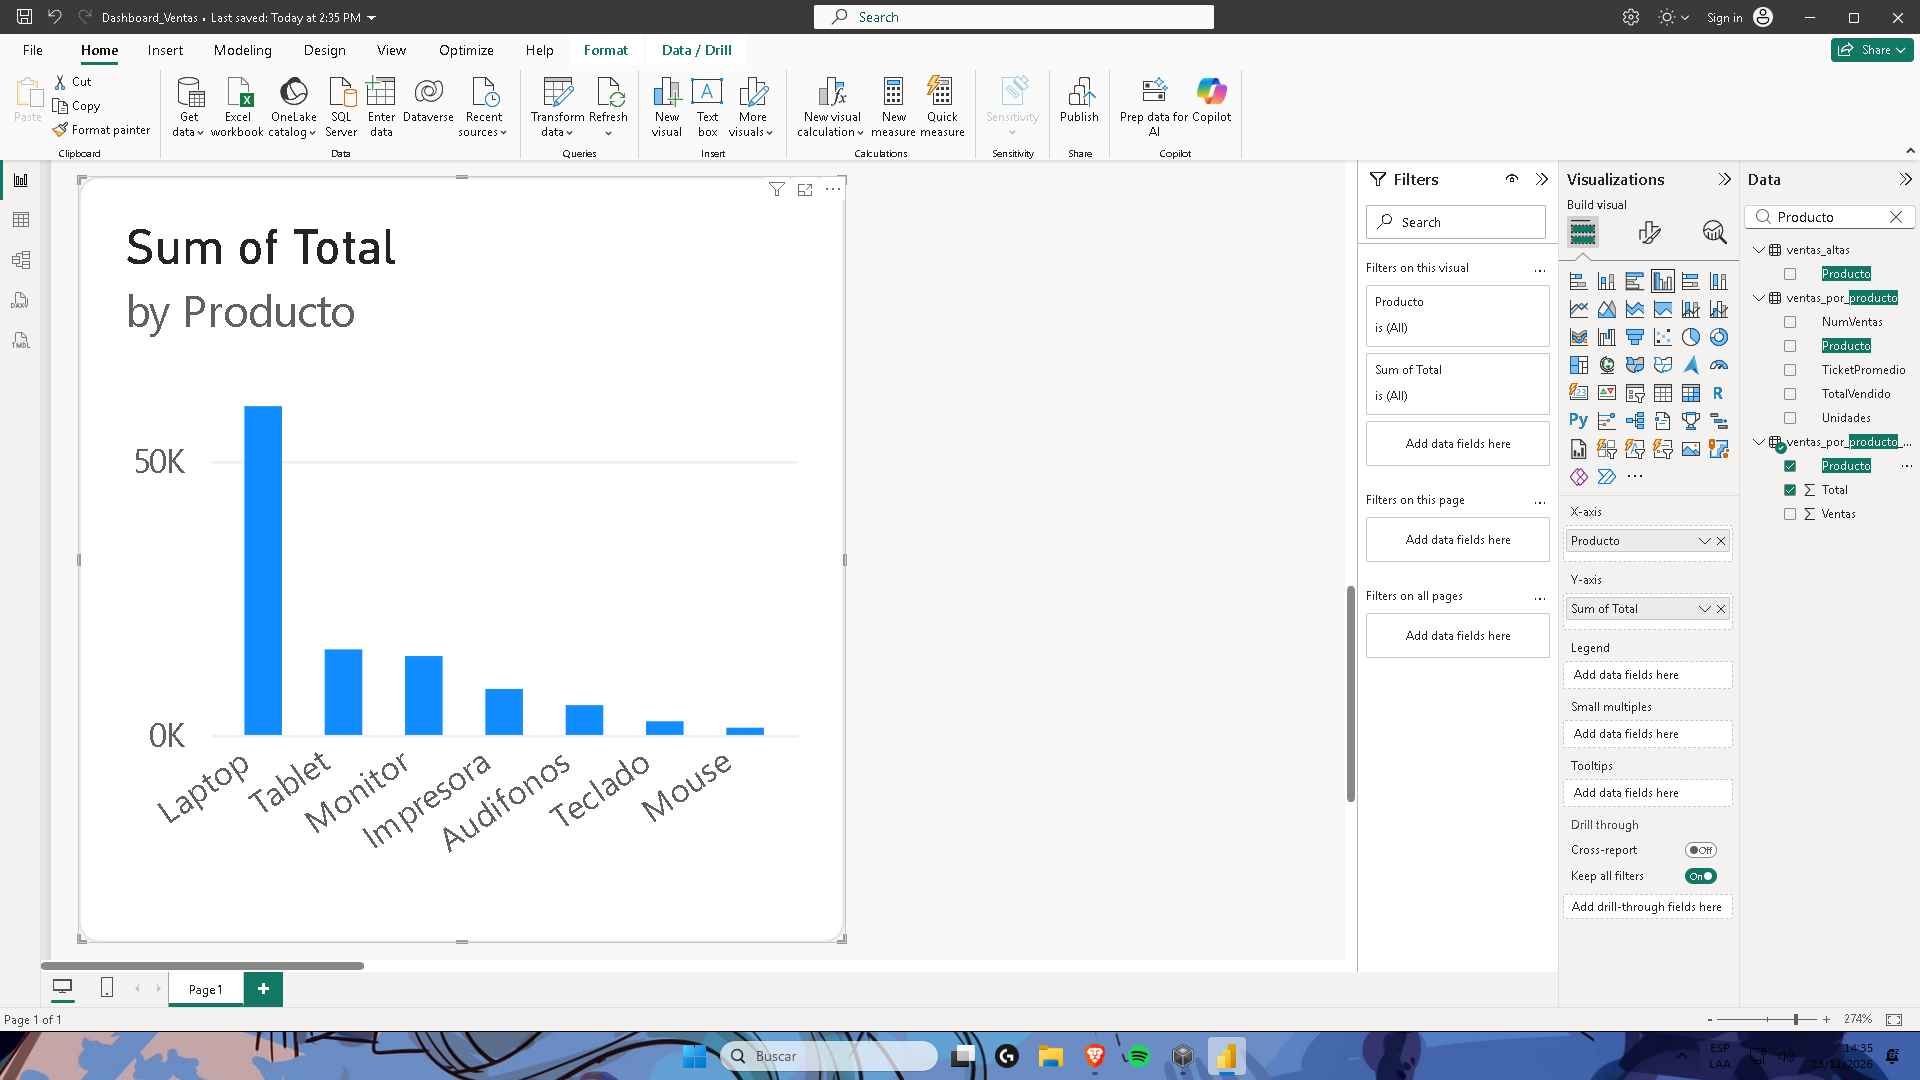 Dashboard_Ventas • Last saved: Today at 2:35 PM
Search
Sign in
File
Home
Insert
Modeling
Design
View
Optimize
Help
Format
Data / Drill
Share
Paste
Cut
Copy
Format painter
Clipboard
Get data
Excel workbook
OneLake catalog
SQL Server
Enter data
Dataverse
Recent sources
Data
Transform data
Refresh
Queries
New visual
Text box
More visuals
Insert
New visual calculation
New measure
Quick measure
Calculations
Sensitivity
Sensitivity
Publish
Share
Prep data for AI
Copilot
Copilot
DAX
TMDL
Sum of Total
by Producto
50K
0K
Laptop
Tablet
Monitor
Impresora
Audifonos
Teclado
Mouse
Filters
Search
Filters on this visual
Producto
is (All)
Sum of Total
is (All)
Add data fields here
Filters on this page
Add data fields here
Filters on all pages
Add data fields here
Visualizations
Build visual
123
R
Py
X-axis
Producto
Y-axis
Sum of Total
Legend
Add data fields here
Small multiples
Add data fields here
Tooltips
Add data fields here
Drill through
Cross-report
Off
Keep all filters
On
Add drill-through fields here
Data
Producto
ventas_altas
Producto
ventas_por_producto
NumVentas
Producto
TicketPromedio
TotalVendido
Unidades
ventas_por_producto_...
Producto
Total
Ventas
Page 1
Page 1 of 1
274%
Buscar
ESP
LAA
14:35
23/11/2026